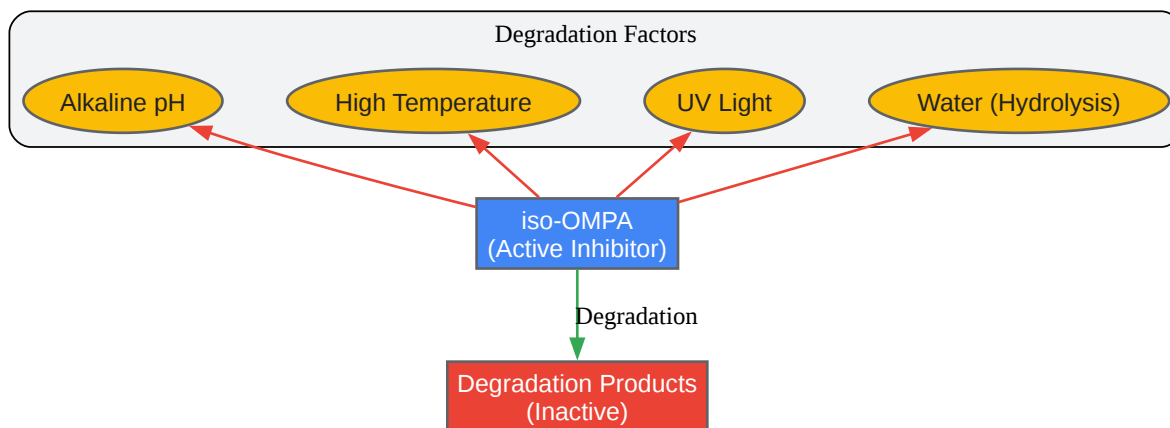 Degradation Factors
Alkaline pH
High Temperature
UV Light
Water (Hydrolysis)
iso-OMPA
(Active Inhibitor)
Degradation
Degradation Products
(Inactive)